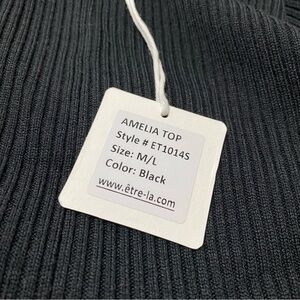 AMELIA TOP
Style # ET1014S
Size: M/L
Color: Black
www.être-la.com